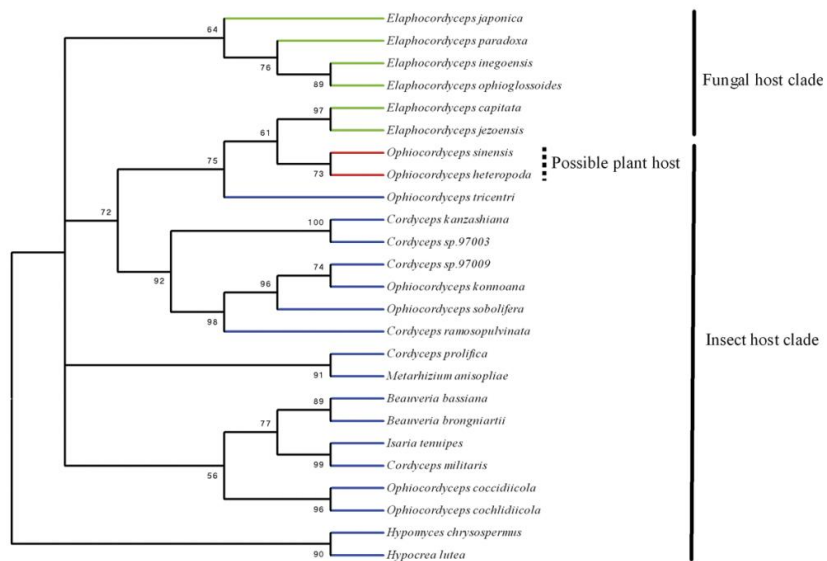 Elaphocordyceps japonica
64
Elaphocordyceps paradoxa
76
Elaphocordyceps inegoensis
89
Elaphocordyceps ophioglossoides
Fungal host clade
97
Elaphocordyceps capitata
61
Elaphocordyceps jezoensis
75
Ophiocordyceps sinensis
Possible plant host
73
Ophiocordyceps heteropoda
Ophiocordyceps tricentri
72
100
Cordyceps kanzashiana
Cordyceps sp.97003
92
74
Cordyceps sp.97009
96
Ophiocordyceps konnoana
Ophiocordyceps sobolifera
98
Cordyceps ramosopulvinata
Insect host clade
Cordyceps prolifica
91
Metarhizium anisopliae
89
Beauveria bassiana
77
Beauveria brongniartii
Isaria tenuipes
99
Cordyceps militaris
56
Ophiocordyceps coccidiicola
96
Ophiocordyceps cochlidiicola
Hypomyces chrysospermus
90
Hypocrea lutea